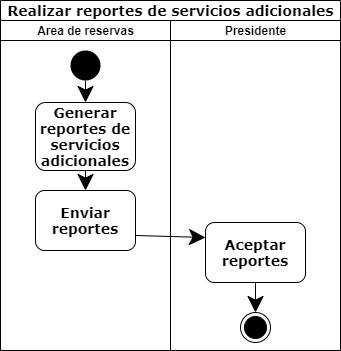 Realizar reportes de servicios adicionales
Area de reservas
Presidente
Generar
reportes de
servicios
adicionales
Enviar
reportes
Aceptar
reportes